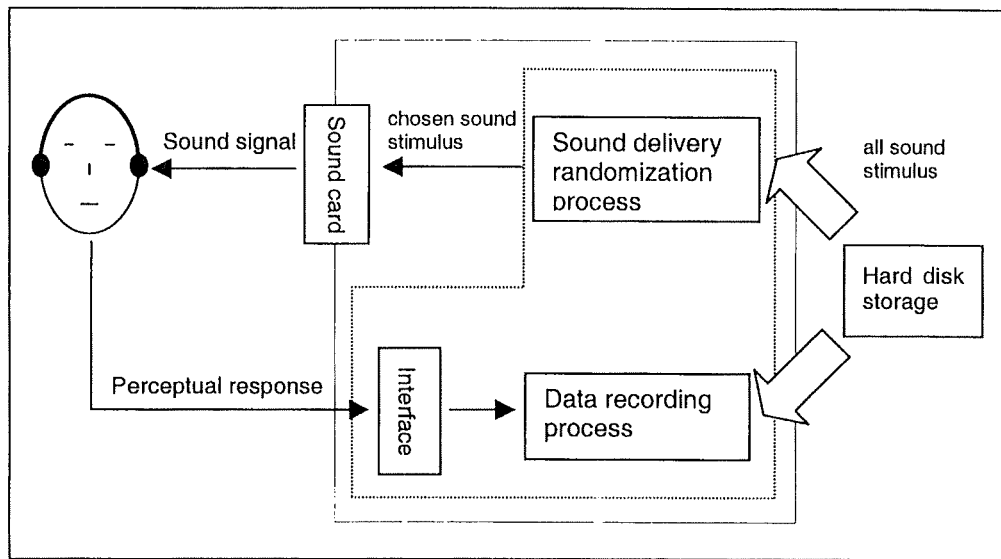 Sound signal
Sound card
chosen sound
stimulus
Sound delivery
randomization
process
all sound
stimulus
Hard disk
storage
Perceptual response
Interface
Data recording
process